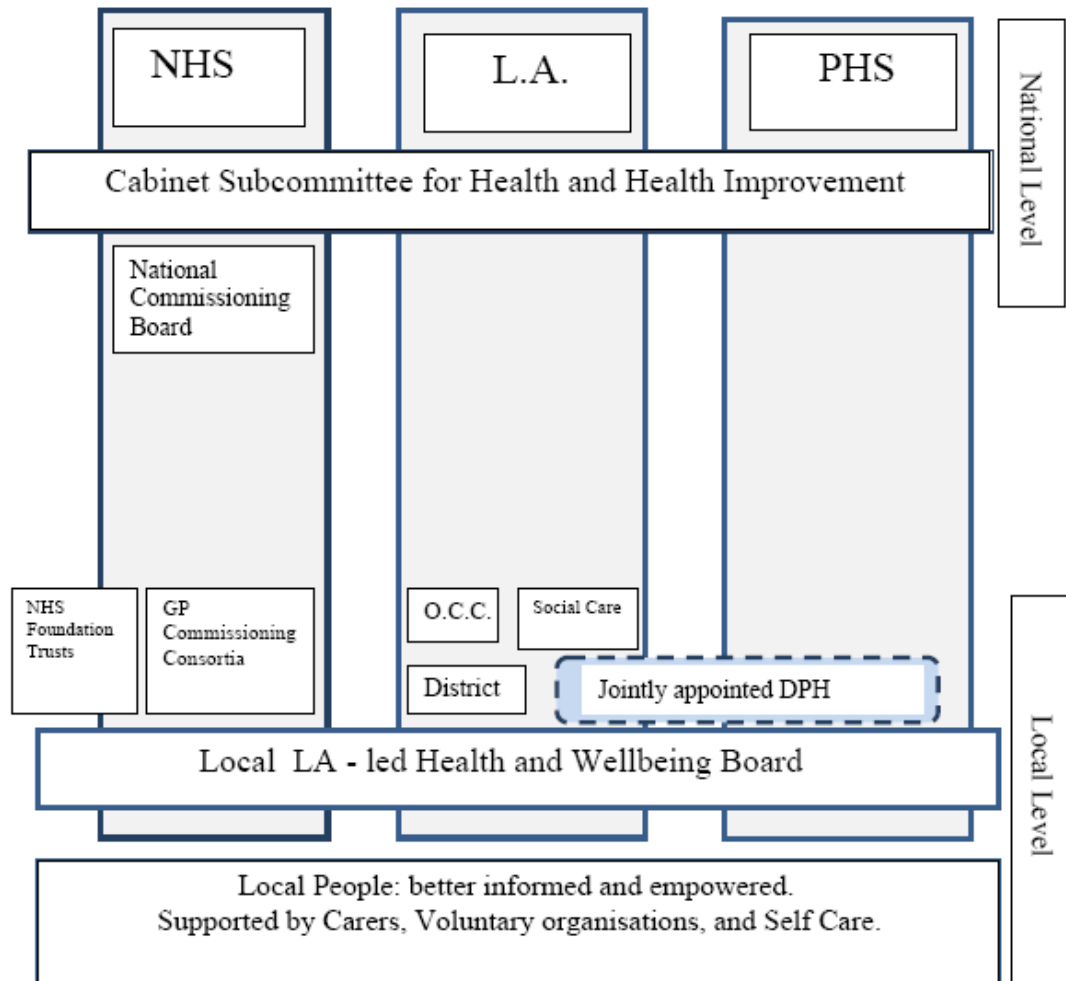 NHS
L.A.
PHS
National Level
Cabinet Subcommittee for Health and Health Improvement
National
Commissioning
Board
NHS
Foundation
Trusts
GP
Commissioning
Consortia
O.C.C.
Social Care
District
Jointly appointed DPH
Local Level
Local LA - led Health and Wellbeing Board
Local People: better informed and empowered.
Supported by Carers, Voluntary organisations, and Self Care.